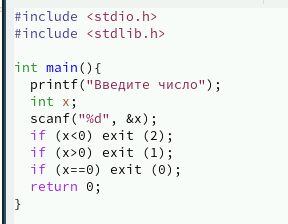 #include <stdio.h>
#include <stdlib.h>
int main(){
printf("Введите число");
int x;
scanf("%d", &x);
if (x<0) exit (2);
if (x>0) exit (1);
if (x==0) exit (0);
return 0;
}